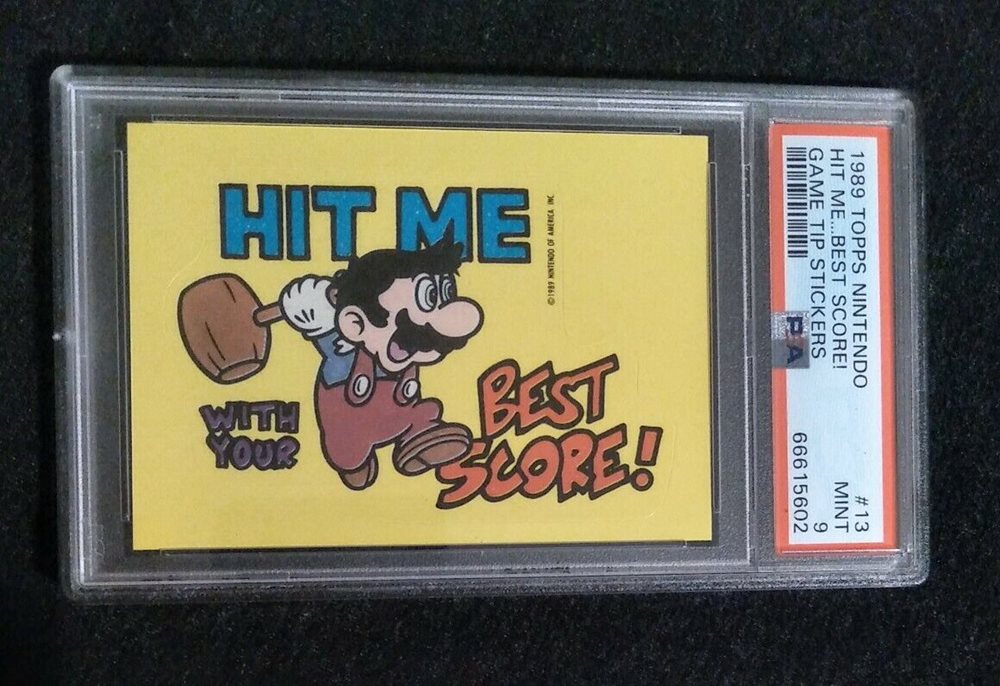 HIT ME
©1989 NINTENDO OF AMERICA INC.
WITH
YOUR
BEST
SCORE!
1989 TOPPS NINTENDO #13
HIT ME...BEST SCORE! MINT
GAME TIP STICKERS 9
PSA 66615602